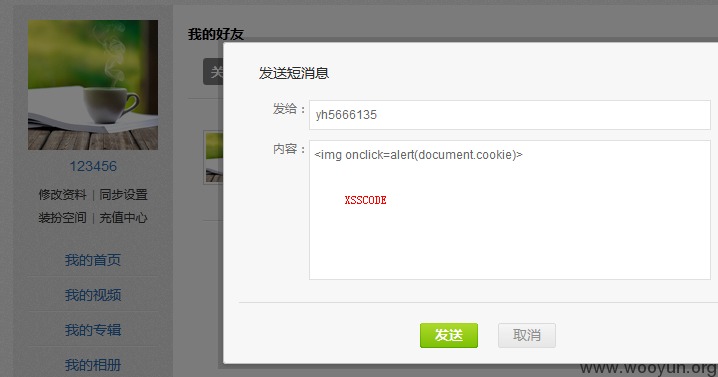 我的好友
关
发送短消息
发给：
yh5666135
内容：
<img onclick=alert(document.cookie)>
XSSCODE
123456
修改资料 | 同步设置
装扮空间 | 充值中心
我的首页
我的视频
我的专辑
我的相册
发送
取消
www.wooyun.org